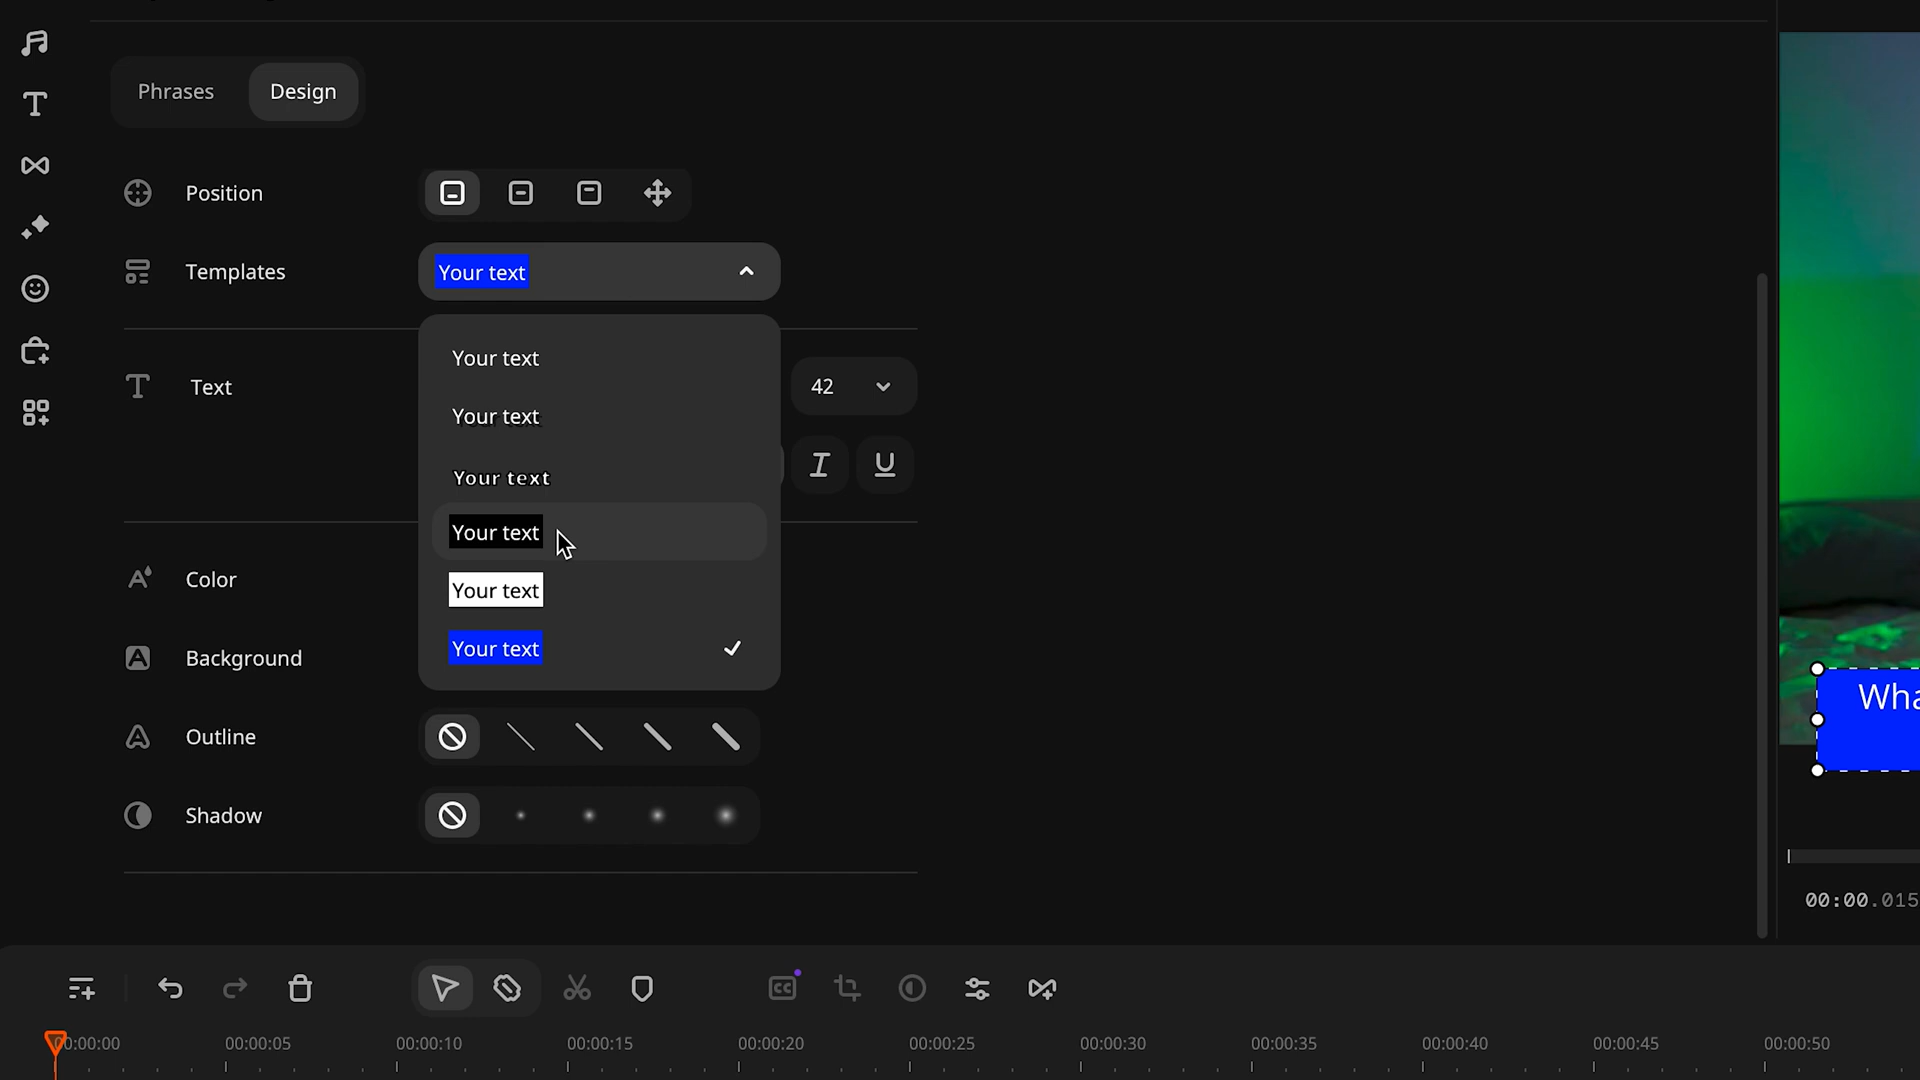 Phrases Design
Position
Templates Your text
Your text
Text 42
Your text
Your text
Your text
Color
Your text
Background Your text
Outline
Shadow
Wha
00:00.015
CC
00:00:00 00:00:05 00:00:10 00:00:15 00:00:20 00:00:25 00:00:30 00:00:35 00:00:40 00:00:45 00:00:50